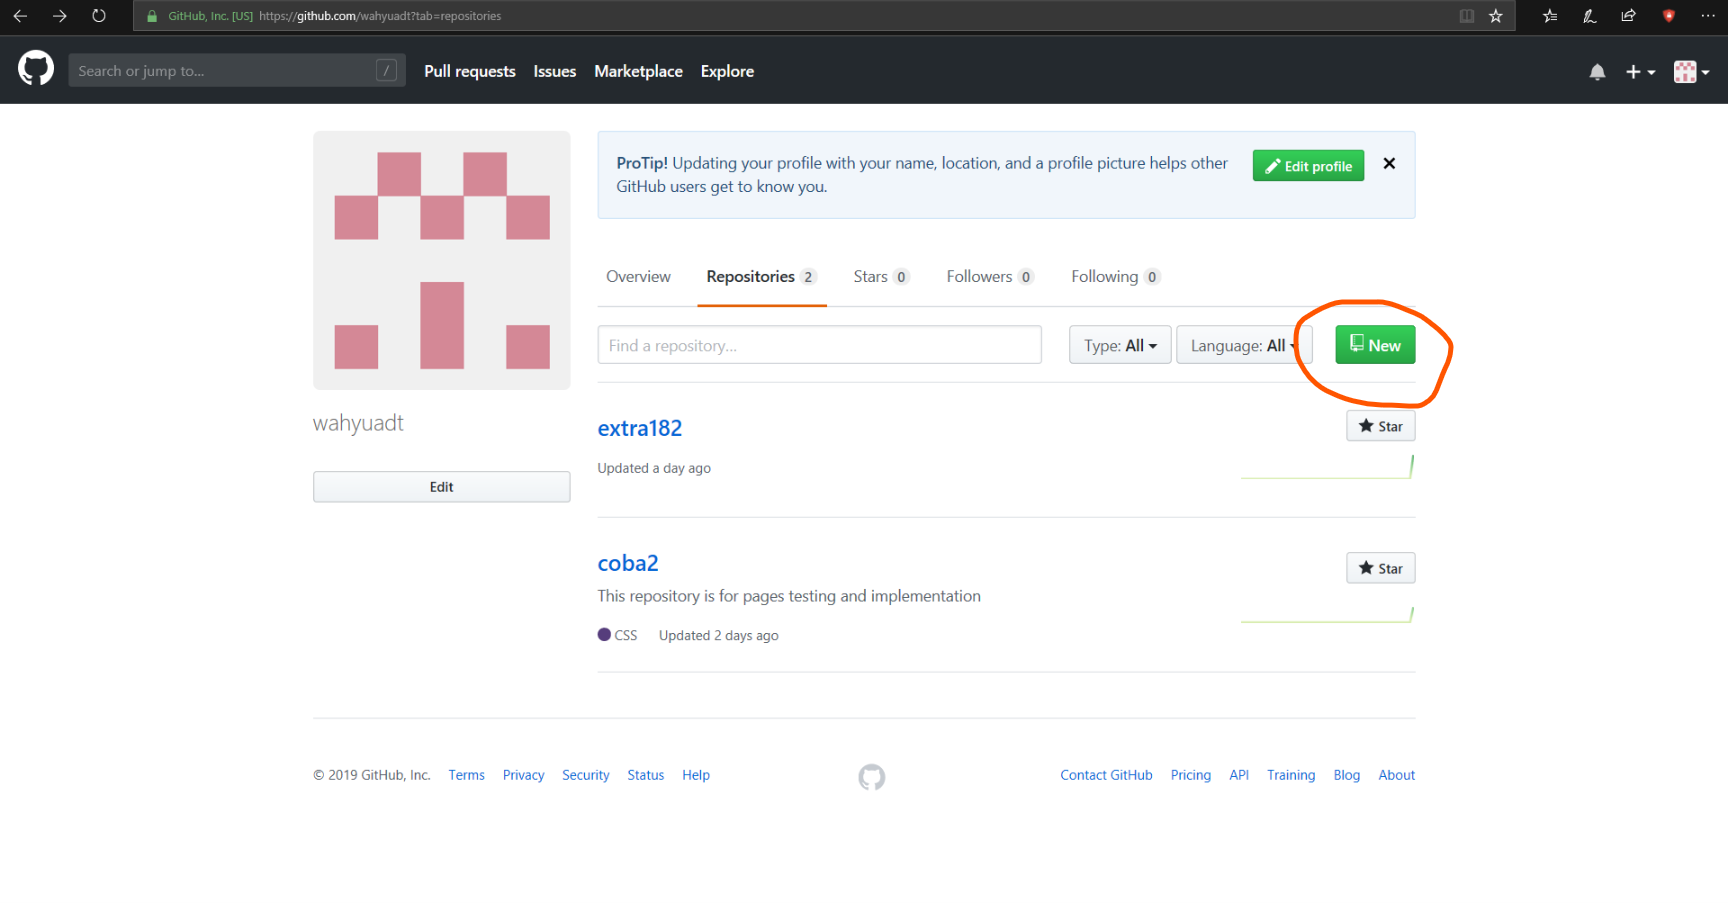 GitHub, Inc. [US] https://github.com/wahyuadt?tab=repositories
Search or jump to... /
Pull requests Issues Marketplace Explore
ProTip! Updating your profile with your name, location, and a profile picture helps other
GitHub users get to know you.
Edit profile
Overview Repositories 2 Stars 0 Followers 0 Following 0
Find a repository...
Type: All
Language: All
New
wahyuadt
Edit
extra182
Star
Updated a day ago
coba2
Star
This repository is for pages testing and implementation
CSS Updated 2 days ago
© 2019 GitHub, Inc. Terms Privacy Security Status Help
Contact GitHub Pricing API Training Blog About